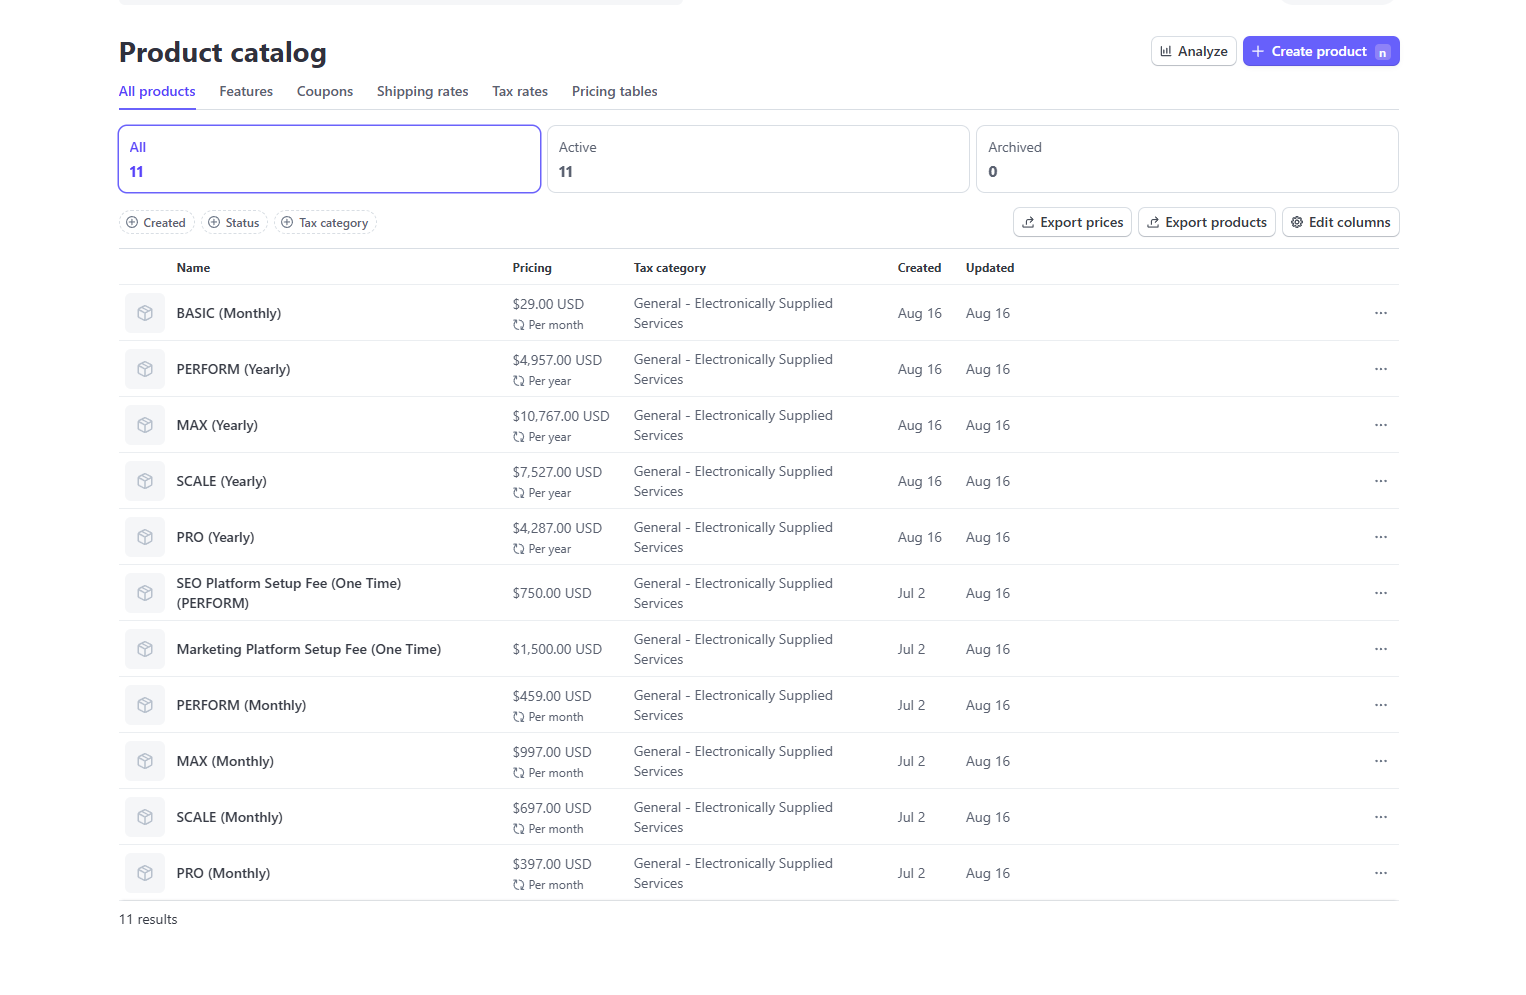 Product catalog
Analyze
Create product n
All products Features Coupons Shipping rates Tax rates Pricing tables
All
11
Active
11
Archived
0
Created Status Tax category
Export prices Export products Edit columns
Name Pricing Tax category Created Updated
BASIC (Monthly)
$29.00 USD
Per month
General - Electronically Supplied
Services
Aug 16 Aug 16
PERFORM (Yearly)
$4,957.00 USD
Per year
General - Electronically Supplied
Services
Aug 16 Aug 16
MAX (Yearly)
$10,767.00 USD
Per year
General - Electronically Supplied
Services
Aug 16 Aug 16
SCALE (Yearly)
$7,527.00 USD
Per year
General - Electronically Supplied
Services
Aug 16 Aug 16
PRO (Yearly)
$4,287.00 USD
Per year
General - Electronically Supplied
Services
Aug 16 Aug 16
SEO Platform Setup Fee (One Time)
(PERFORM)
$750.00 USD
General - Electronically Supplied
Services
Jul 2 Aug 16
Marketing Platform Setup Fee (One Time)
$1,500.00 USD
General - Electronically Supplied
Services
Jul 2 Aug 16
PERFORM (Monthly)
$459.00 USD
Per month
General - Electronically Supplied
Services
Jul 2 Aug 16
MAX (Monthly)
$997.00 USD
Per month
General - Electronically Supplied
Services
Jul 2 Aug 16
SCALE (Monthly)
$697.00 USD
Per month
General - Electronically Supplied
Services
Jul 2 Aug 16
PRO (Monthly)
$397.00 USD
Per month
General - Electronically Supplied
Services
Jul 2 Aug 16
11 results